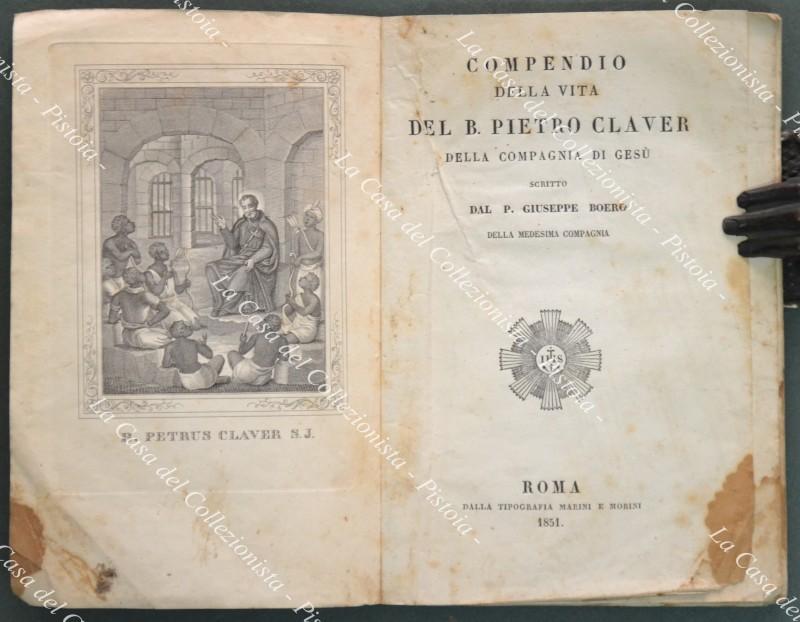 B. PETRUS CLAVER S.J.
COMPENDIO
DELLA VITA
DEL B. PIETRO CLAVER
DELLA COMPAGNIA DI GESÙ
SCRITTO
DAL P. GIUSEPPE BOERO
DELLA MEDESIMA COMPAGNIA
IHS
ROMA
DALLA TIPOGRAFIA MARINI E MORINI
1851.
La Casa del Collezionista - Pistoia -